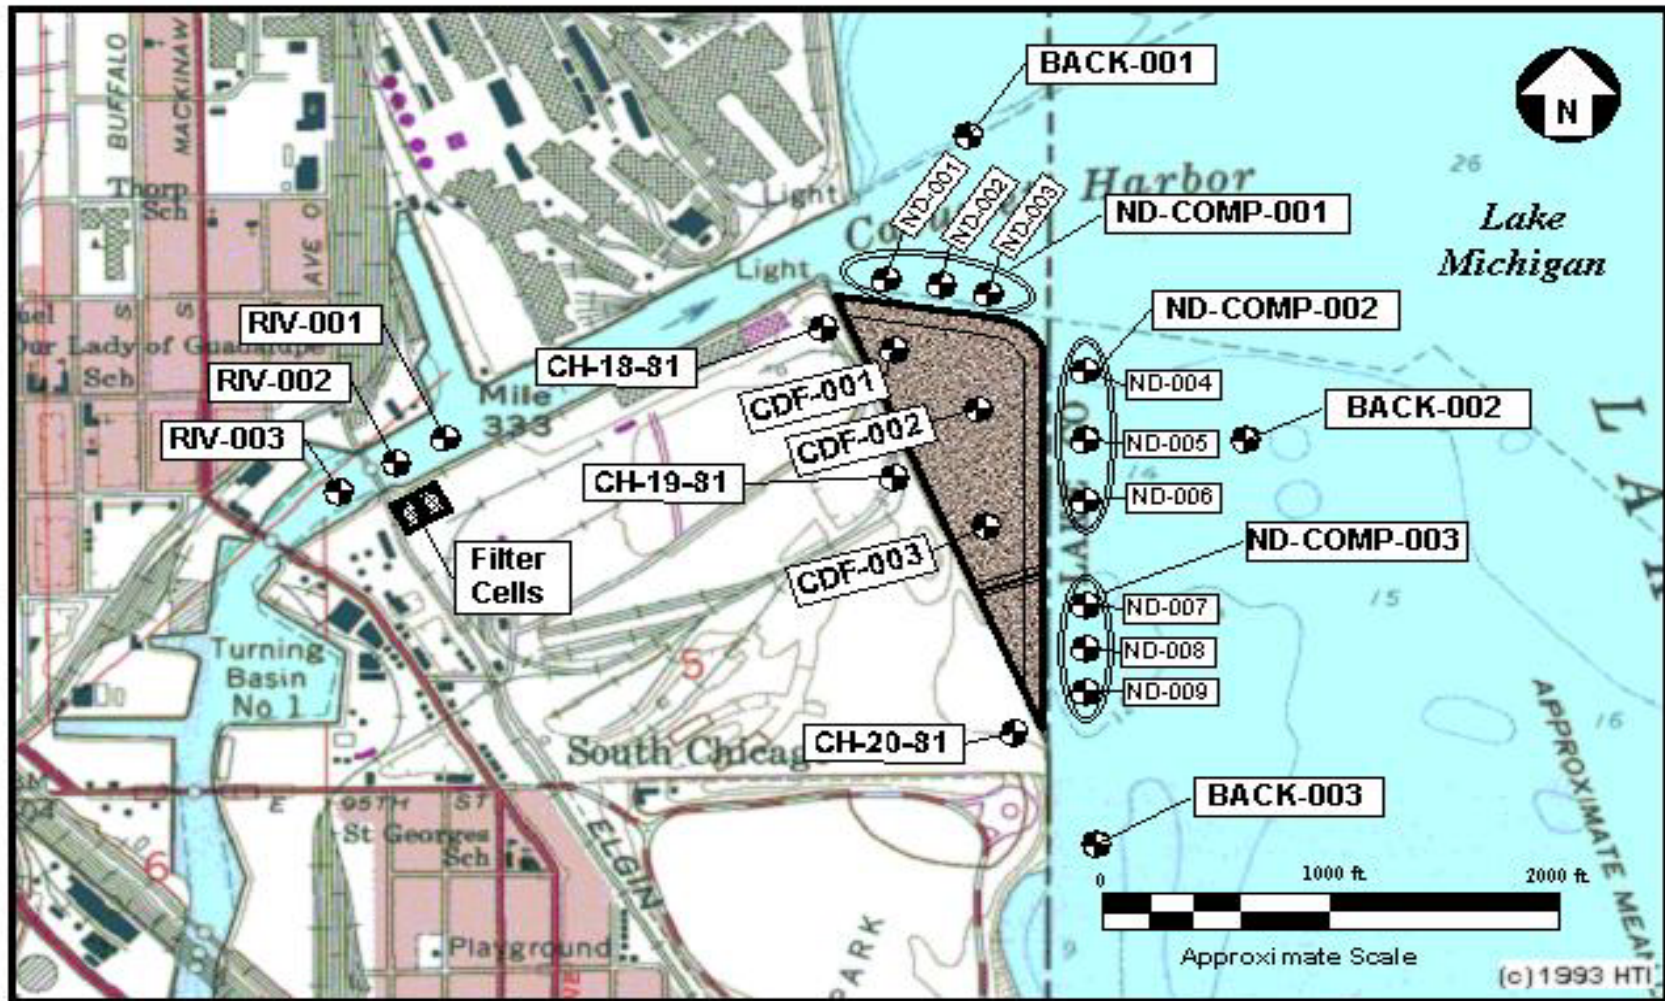 BUFFALO
MACKINAW
BACK-001
N
Thorp
Sch
AVE O
Light
ND-001
ND-002
ND-003
Harbor
ND-COMP-001
26
Lake
Michigan
Light
ND-COMP-002
S
S
RIV-001
Our Lady of Guadalupe
Sch
CH-18-81
RIV-002
Mile
333
CDF-001
ND-004
BACK-002
L
RIV-003
CDF-002
ND-005
CH-19-81
14
ND-006
A
Filter
Cells
CDF-003
ND-COMP-003
ND-007
15
Turning
Basin
No 1
5
ND-008
ND-009
16
South Chicago
CH-20-81
APPROXIMATE MEAN
E
95TH
ST
St Georges
Sch
ELGIN
BACK-003
6
0
1000 ft.
2000 ft.
Playground
PARK
9
Approximate Scale
(c)1993 HTI